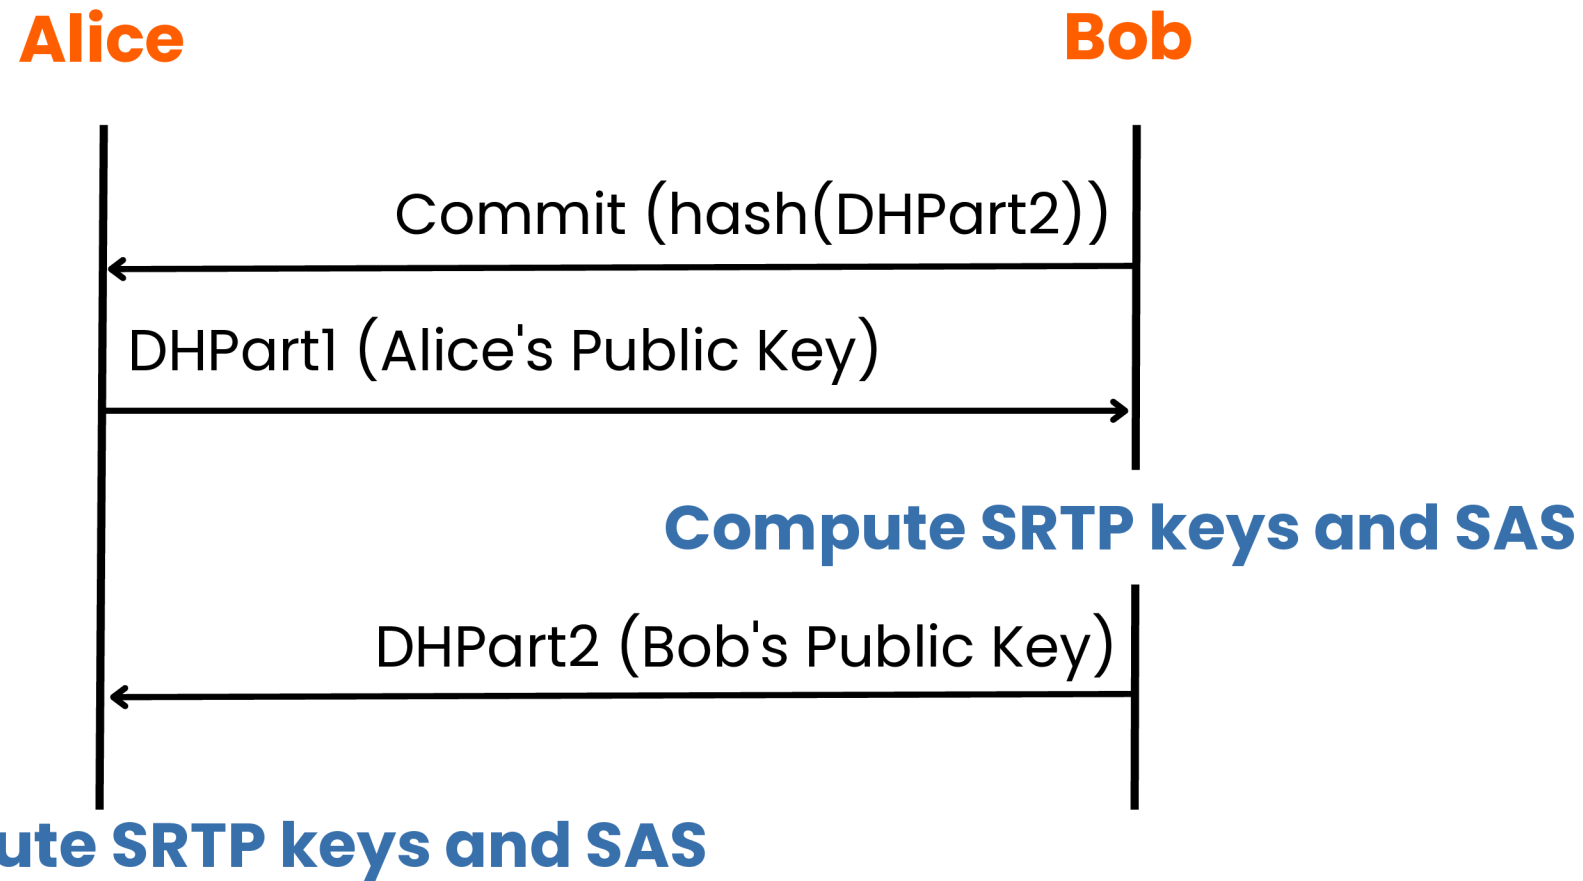 Alice
Bob
Commit (hash(DHPart2))
DHPart1 (Alice's Public Key)
Compute SRTP keys and SAS
DHPart2 (Bob's Public Key)
ute SRTP keys and SAS